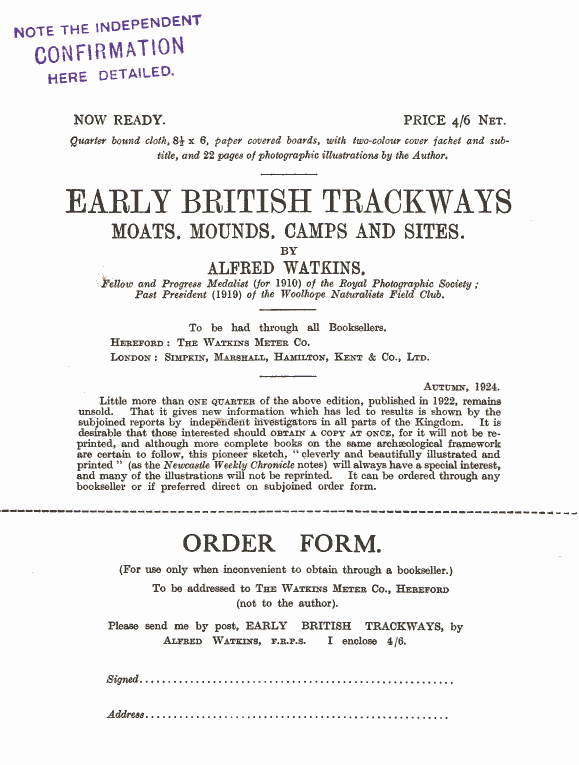 NOTE THE INDEPENDENT
CONFIRMATION
HERE DETAILED.
NOW READY. PRICE 4/6 NET.
Quarter bound cloth, 8½ x 6, paper covered boards, with two-colour cover jacket and sub-
title, and 22 pages of photographic illustrations by the Author.
EARLY BRITISH TRACKWAYS
MOATS, MOUNDS, CAMPS AND SITES.
BY
ALFRED WATKINS,
Fellow and Progress Medalist (for 1910) of the Royal Photographic Society ;
Past President (1919) of the Woolhope Naturalists Field Club.
To be had through all Booksellers.
HEREFORD : THE WATKINS METER CO.
LONDON : SIMPKIN, MARSHALL, HAMILTON, KENT & CO., LTD.
AUTUMN, 1924.
Little more than ONE QUARTER of the above edition, published in 1922, remains
unsold. That it gives new information which has led to results is shown by the
subjoined reports by independent investigators in all parts of the Kingdom. It is
desirable that those interested should OBTAIN A COPY AT ONCE, for it will not be re-
printed, and although more complete books on the same archæological framework
are certain to follow, this pioneer sketch, " cleverly and beautifully illustrated and
printed " (as the Newcastle Weekly Chronicle notes) will always have a special interest,
and many of the illustrations will not be reprinted. It can be ordered through any
bookseller or if preferred direct on subjoined order form.
ORDER FORM.
(For use only when inconvenient to obtain through a bookseller.)
To be addressed to THE WATKINS METER CO., HEREFORD
(not to the author).
Please send me by post, EARLY BRITISH TRACKWAYS, by
ALFRED WATKINS, F.R.P.S. I enclose 4/6.
Signed........................................................
Address......................................................